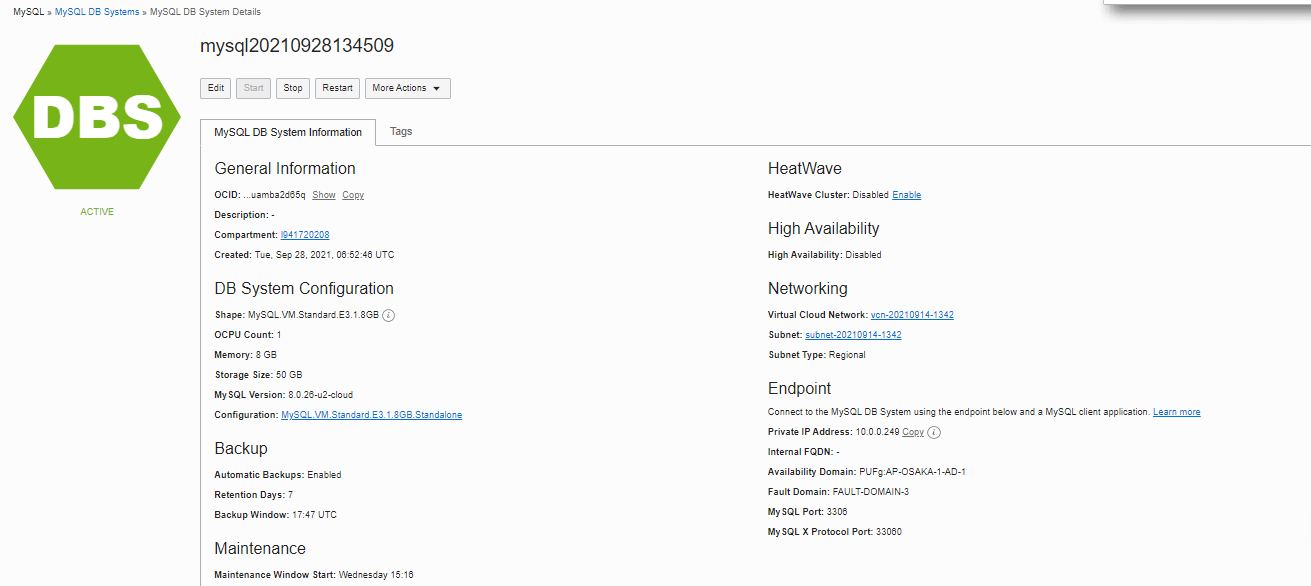 MySQL » MySQL DB Systems » MySQL DB System Details
DBS
ACTIVE
mysql20210928134509
Edit Start Stop Restart More Actions
MySQL DB System Information Tags
General Information
OCID: ...uamba2d65q Show Copy
Description: -
Compartment: l941720208
Created: Tue, Sep 28, 2021, 06:52:46 UTC
DB System Configuration
Shape: MySQL.VM.Standard.E3.1.8GB
OCPU Count: 1
Memory: 8 GB
Storage Size: 50 GB
MySQL Version: 8.0.26-u2-cloud
Configuration: MySQL.VM.Standard.E3.1.8GB.Standalone
Backup
Automatic Backups: Enabled
Retention Days: 7
Backup Window: 17:47 UTC
Maintenance
Maintenance Window Start: Wednesday 15:16
HeatWave
HeatWave Cluster: Disabled Enable
High Availability
High Availability: Disabled
Networking
Virtual Cloud Network: vcn-20210914-1342
Subnet: subnet-20210914-1342
Subnet Type: Regional
Endpoint
Connect to the MySQL DB System using the endpoint below and a MySQL client application. Learn more
Private IP Address: 10.0.0.249 Copy
Internal FQDN: -
Availability Domain: PUFg:AP-OSAKA-1-AD-1
Fault Domain: FAULT-DOMAIN-3
MySQL Port: 3306
MySQL X Protocol Port: 33060